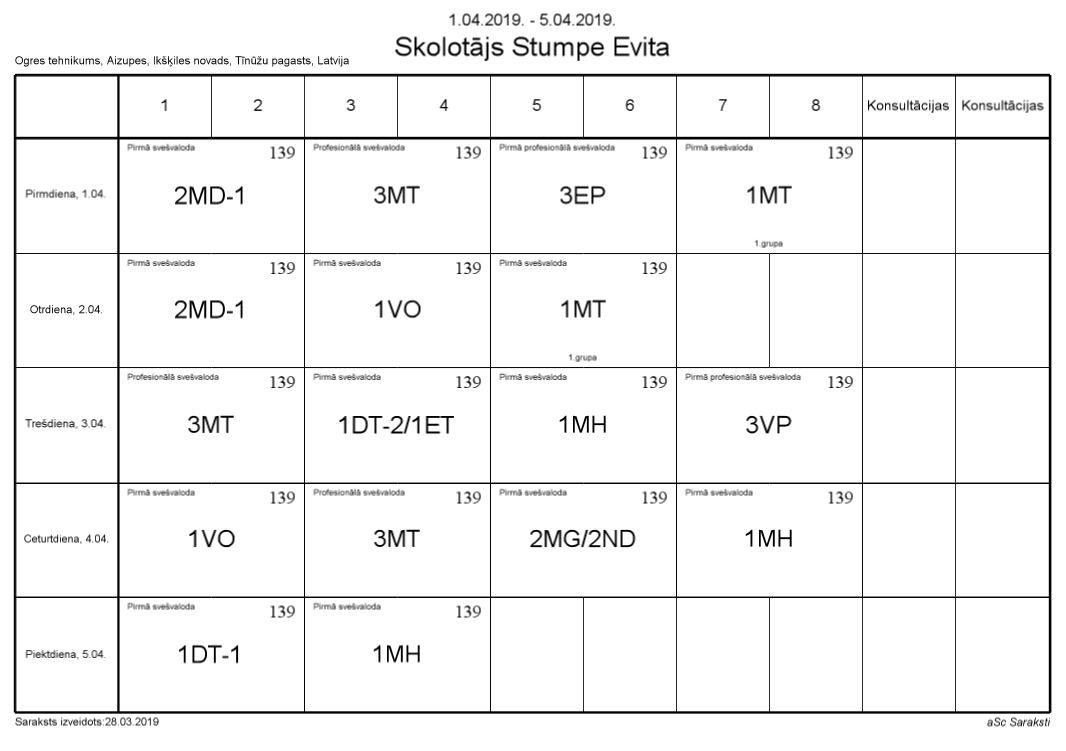 1.04.2019. - 5.04.2019.
Skolotājs Stumpe Evita
Ogres tehnikums, Aizupes, Ikšķiles novads, Tīnūžu pagasts, Latvija
1 2 3 4 5 6 7 8 Konsultācijas Konsultācijas
Pirmā svešvaloda 139 Profesionālā svešvaloda 139 Pirmā profesionālā svešvaloda 139 Pirmā svešvaloda 139
Pirmdiena, 1.04. 2MD-1 3MT 3EP 1MT
1.grupa
Pirmā svešvaloda 139 Pirmā svešvaloda 139 Pirmā svešvaloda 139
Otrdiena, 2.04. 2MD-1 1VO 1MT
1.grupa
Profesionālā svešvaloda 139 Pirmā svešvaloda 139 Pirmā svešvaloda 139 Pirmā profesionālā svešvaloda 139
Trešdiena, 3.04. 3MT 1DT-2/1ET 1MH 3VP
Pirmā svešvaloda 139 Profesionālā svešvaloda 139 Pirmā svešvaloda 139 Pirmā svešvaloda 139
Ceturtdiena, 4.04. 1VO 3MT 2MG/2ND 1MH
Pirmā svešvaloda 139 Pirmā svešvaloda 139
Piektdiena, 5.04. 1DT-1 1MH
Saraksts izveidots:28.03.2019 aSc Saraksti